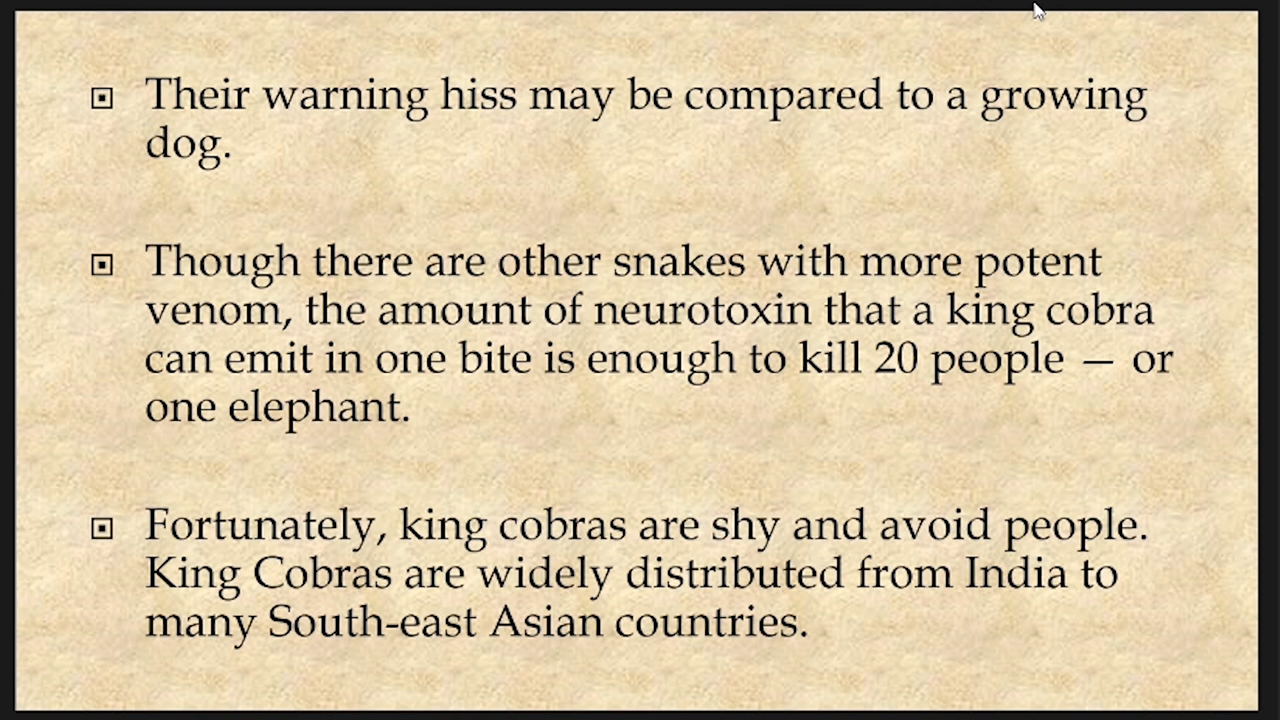 Their warning hiss may be compared to a growing
dog.
Though there are other snakes with more potent
venom, the amount of neurotoxin that a king cobra
can emit in one bite is enough to kill 20 people — or
one elephant.
Fortunately, king cobras are shy and avoid people.
King Cobras are widely distributed from India to
many South-east Asian countries.